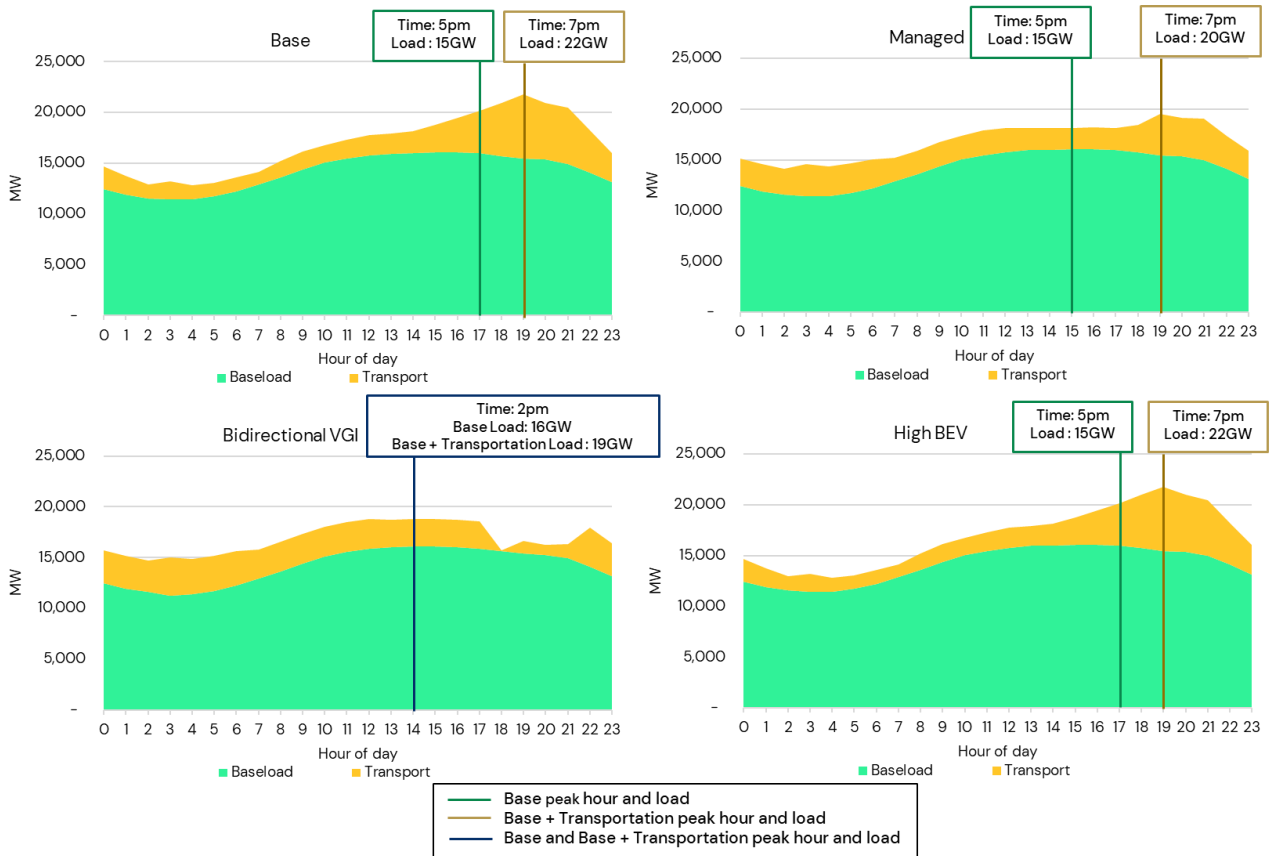 Base
Time: 5pm
Load : 15GW
Time: 7pm
Load : 22GW
25,000
20,000
15,000
10,000
5,000
–
MW
0 1 2 3 4 5 6 7 8 9 10 11 12 13 14 15 16 17 18 19 20 21 22 23
Hour of day
Baseload Transport
Managed
Time: 5pm
Load : 15GW
Time: 7pm
Load : 20GW
25,000
20,000
15,000
10,000
5,000
–
MW
0 1 2 3 4 5 6 7 8 9 10 11 12 13 14 15 16 17 18 19 20 21 22 23
Hour of day
Baseload Transport
Bidirectional VGI
Time: 2pm
Base Load: 16GW
Base + Transportation Load : 19GW
25,000
20,000
15,000
10,000
5,000
–
MW
0 1 2 3 4 5 6 7 8 9 10 11 12 13 14 15 16 17 18 19 20 21 22 23
Hour of day
Baseload Transport
High BEV
Time: 5pm
Load : 15GW
Time: 7pm
Load : 22GW
25,000
20,000
15,000
10,000
5,000
–
MW
0 1 2 3 4 5 6 7 8 9 10 11 12 13 14 15 16 17 18 19 20 21 22 23
Hour of day
Baseload Transport
Base peak hour and load
Base + Transportation peak hour and load
Base and Base + Transportation peak hour and load